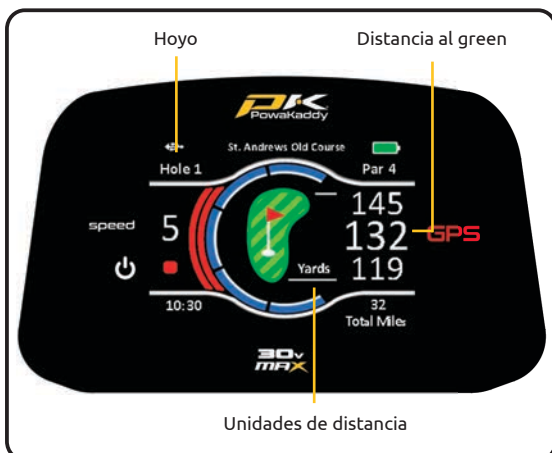 Hoyo
Distancia al green
PK
PowaKaddy
St. Andrews Old Course
Hole 1
Par 4
145
speed
5
132
GPS
Yards
119
10:30
32
Total Miles
30v
MAX
Unidades de distancia